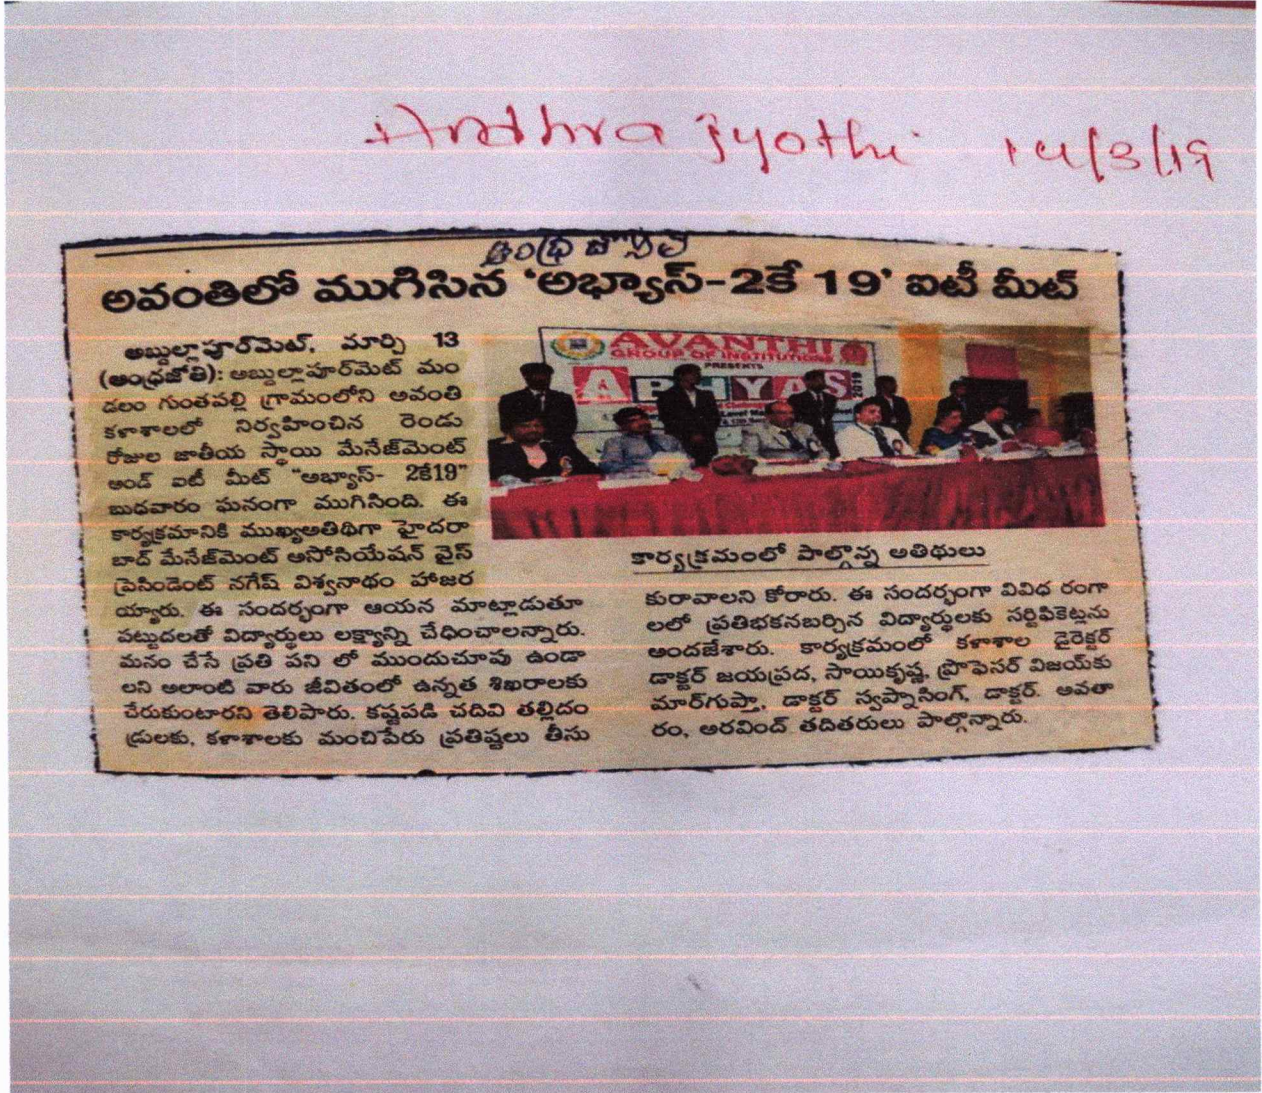 Andhra Jyothi 14/3/19
ఆంధ్ర జ్యోతి
అవంతిలో ముగిసిన ‘అభ్యాస్-2కే 19’ ఐటీ మీట్
అబ్దుల్లాపూర్‌మెట్, మార్చి 13
(ఆంధ్రజ్యోతి): అబ్దుల్లాపూర్‌మెట్ మం
డలం గుంతపల్లి గ్రామంలోని అవంతి
కళాశాలలో నిర్వహించిన రెండు
రోజుల జాతీయ స్థాయి మేనేజ్‌మెంట్
అండ్ ఐటీ మీట్ “అభ్యాస్- 2కే19”
బుధవారం ఘనంగా ముగిసింది. ఈ
కార్యక్రమానికి ముఖ్యఅతిథిగా హైదరా
బాద్ మేనేజ్‌మెంట్ అసోసియేషన్ వైస్
ప్రెసిండెంట్ నగేష్ విశ్వనాథం హాజర
య్యారు. ఈ సందర్భంగా ఆయన మాట్లాడుతూ
పట్టుదలతో విద్యార్థులు లక్ష్యాన్ని చేధించాలన్నారు.
మనం చేసే ప్రతి పని లో ముందుచూపు ఉండా
లని అలాంటి వారు జీవితంలో ఉన్నత శిఖరాలకు
చేరుకుంటారని తెలిపారు. కష్టపడి చదివి తల్లిదం
డ్రులకు, కళాశాలకు మంచిపేరు ప్రతిష్టలు తీసు
AVANTHI
GROUP OF INSTITUTIONS
PRESENTS
ABHYAS 2019
కార్యక్రమంలో పాల్గొన్న అతిథులు
కురావాలని కోరారు. ఈ సందర్భంగా వివిధ రంగా
లలో ప్రతిభకనబర్చిన విద్యార్థులకు సర్టిఫికెట్లను
అందజేశారు. కార్యక్రమంలో కళాశాల డైరెక్టర్
డాక్టర్ జయప్రద, సాయికృష్ణ, ప్రొఫెసర్ విజయ్‌కు
మార్‌గుప్తా, డాక్టర్ స్వప్నాసింగ్, డాక్టర్. అవతా
రం, అరవింద్ తదితరులు పాల్గొన్నారు.